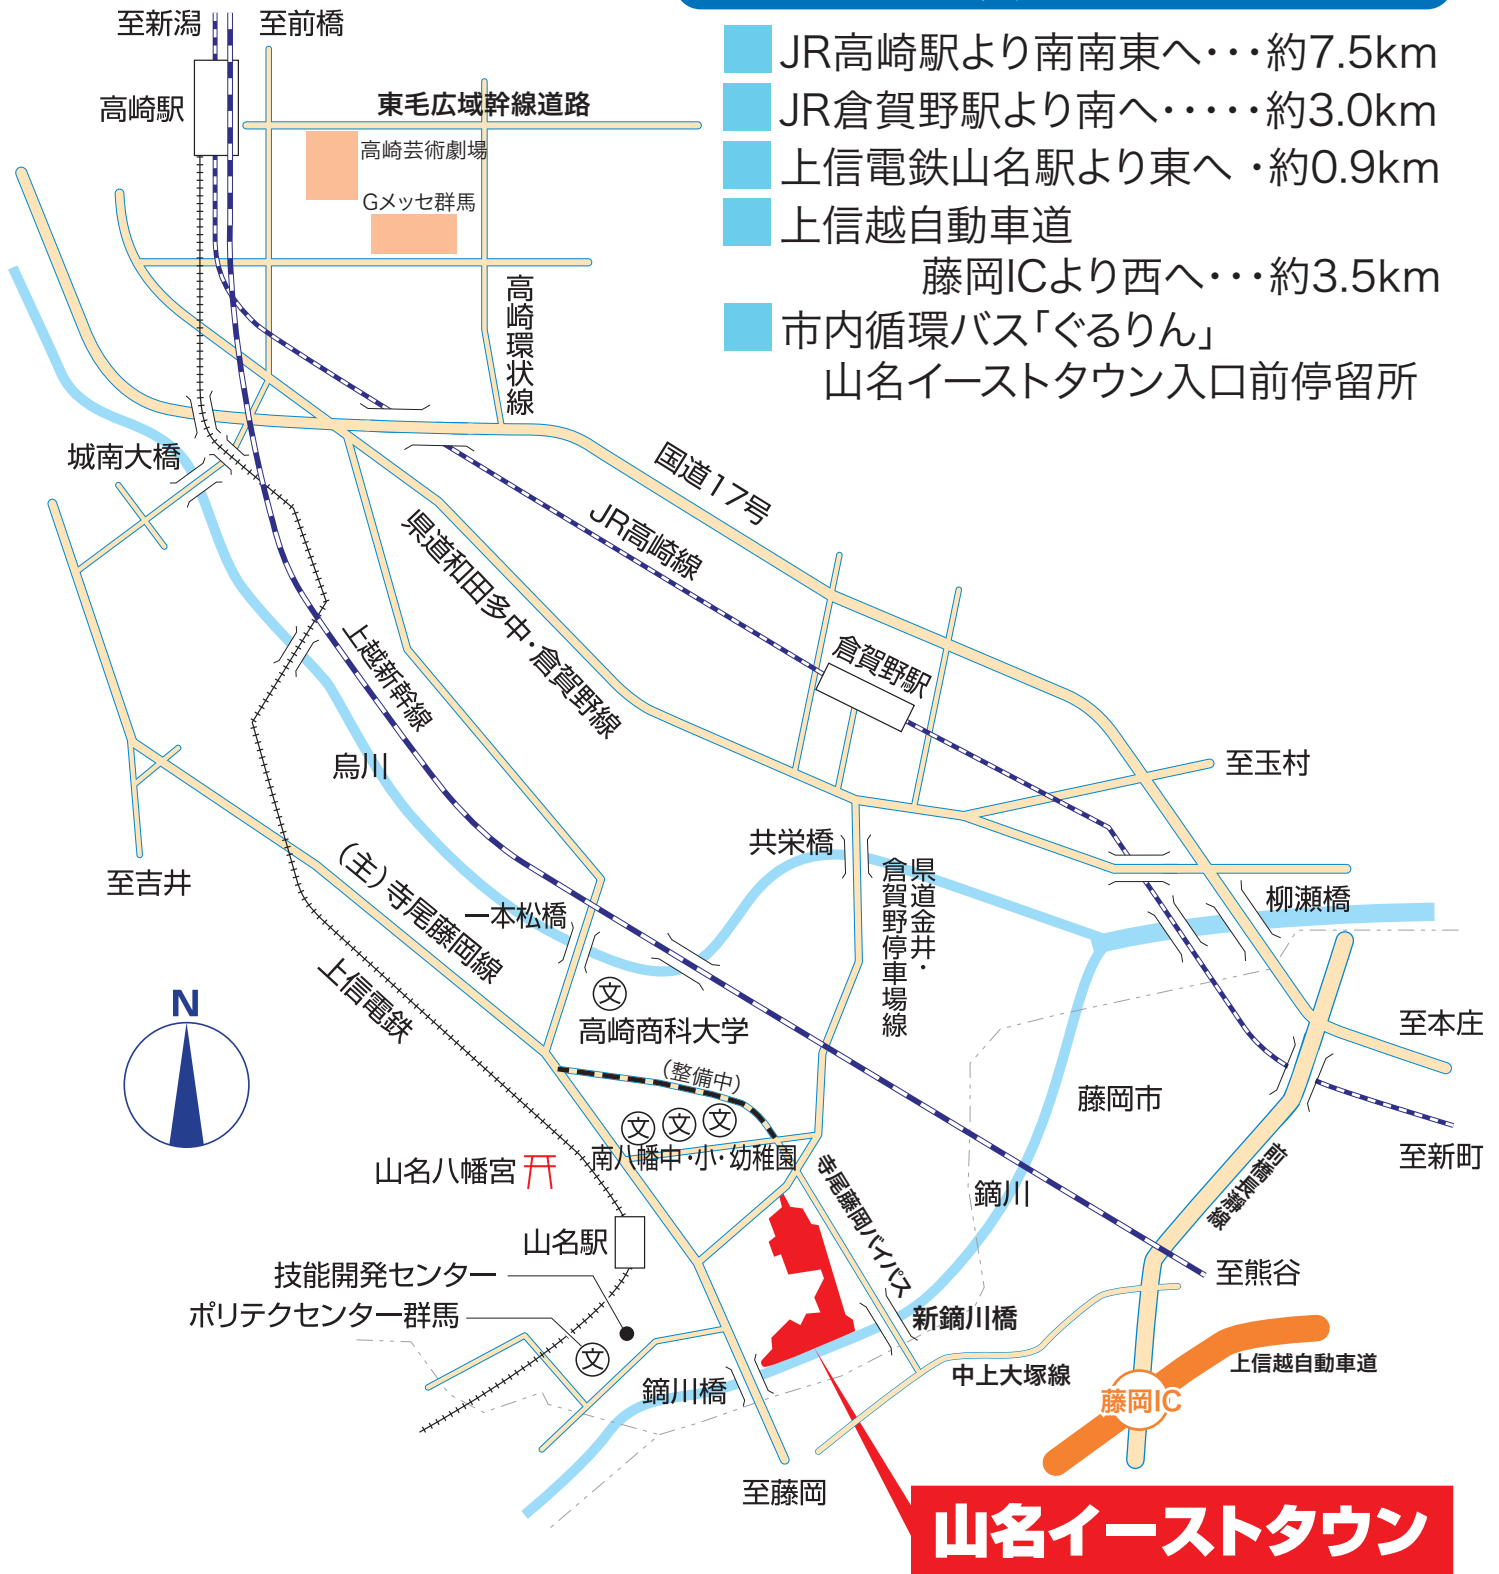 至新潟
至前橋
高崎駅
東毛広域幹線道路
高崎芸術劇場
Gメッセ群馬
高崎環状線
JR高崎駅より南南東へ・・・約7.5km
JR倉賀野駅より南へ・・・・・約3.0km
上信電鉄山名駅より東へ・約0.9km
上信越自動車道
藤岡ICより西へ・・・約3.5km
市内循環バス「ぐるりん」
山名イーストタウン入口前停留所
城南大橋
国道17号
JR高崎線
県道和田多中・倉賀野線
上越新幹線
倉賀野駅
烏川
至玉村
共栄橋
県道金井・
倉賀野停車場線
至吉井
(主)寺尾藤岡線
一本松橋
柳瀬橋
上信電鉄
N
文
高崎商科大学
至本庄
(整備中)
藤岡市
文
文
文
南八幡中・小・幼稚園
山名八幡宮
寺尾藤岡バイパス
鏑川
前橋長瀞線
至新町
山名駅
技能開発センター
至熊谷
ポリテクセンター群馬
文
新鏑川橋
中上大塚線
上信越自動車道
鏑川橋
藤岡IC
至藤岡
山名イーストタウン